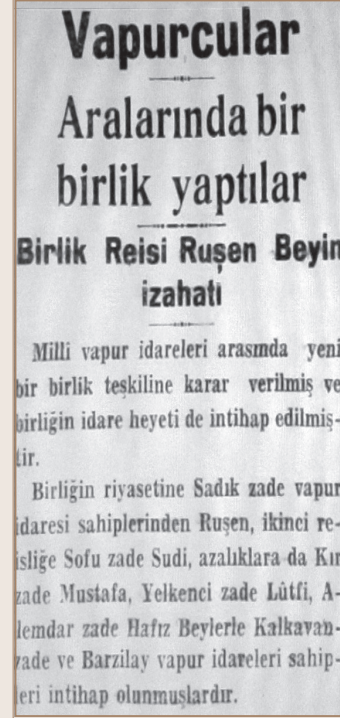 Vapurcular
Aralarında bir
birlik yaptılar
Birlik Reisi Ruşen Beyin
izahatı
Milli vapur idareleri arasında yeni
bir birlik teşkiline karar verilmiş ve
birliğin idare heyeti de intihap edilmiş-
tir.
Birliğin riyasetine Sadık zade vapur
idaresi sahiplerinden Ruşen, ikinci re-
isliğe Sofu zade Sudi, azalıklara da Kır
zade Mustafa, Yelkenci zade Lûtfi, A-
lemdar zade Hafız Beylerle Kalkavan-
zade ve Barzilay vapur idareleri sahip-
leri intihap olunmuşlardır.